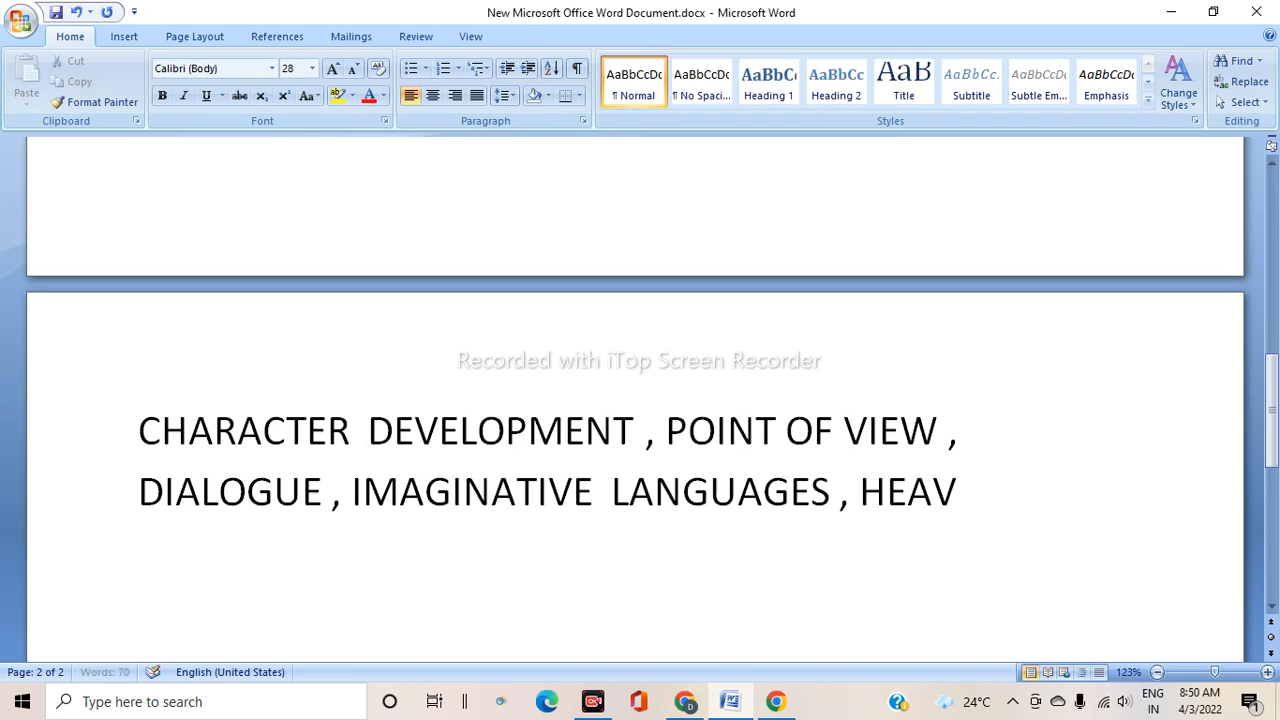 New Microsoft Office Word Document.docx - Microsoft Word
Home Insert Page Layout References Mailings Review View
Paste
Cut
Copy
Format Painter
Clipboard
Calibri (Body) 28
Font
Paragraph
AaBbCcDc AaBbCcDc AaBbC AaBbCc AaB AaBbCc. AaBbCcDc AaBbCcDc
¶ Normal ¶ No Spaci... Heading 1 Heading 2 Title Subtitle Subtle Em... Emphasis
Change
Styles
Styles
Find
Replace
Select
Editing
Recorded with iTop Screen Recorder
CHARACTER DEVELOPMENT , POINT OF VIEW ,
DIALOGUE , IMAGINATIVE LANGUAGES , HEAV
Page: 2 of 2 Words: 70 English (United States) 123%
Type here to search 24°C ENG 8:50 AM
IN 4/3/2022